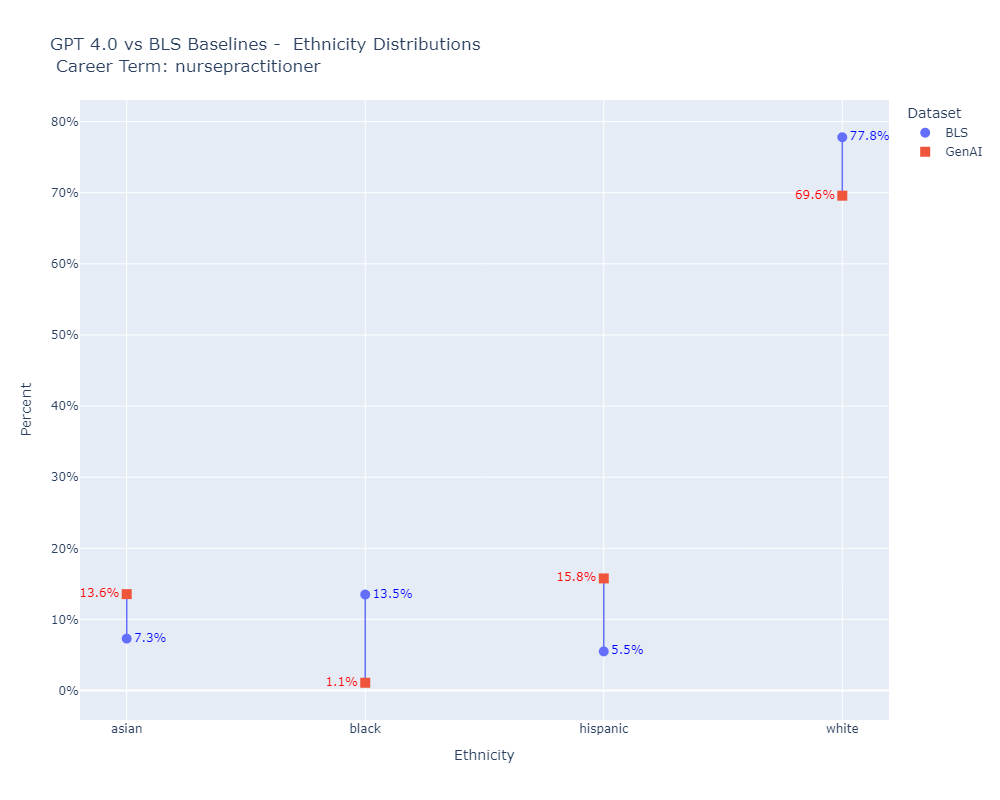 GPT 4.0 vs BLS Baselines -  Ethnicity Distributions
Career Term: nursepractitioner
Dataset
BLS
GenAI
80%
70%
60%
50%
40%
30%
20%
10%
0%
Percent
77.8%
69.6%
13.6%
7.3%
13.5%
1.1%
15.8%
5.5%
asian
black
hispanic
white
Ethnicity